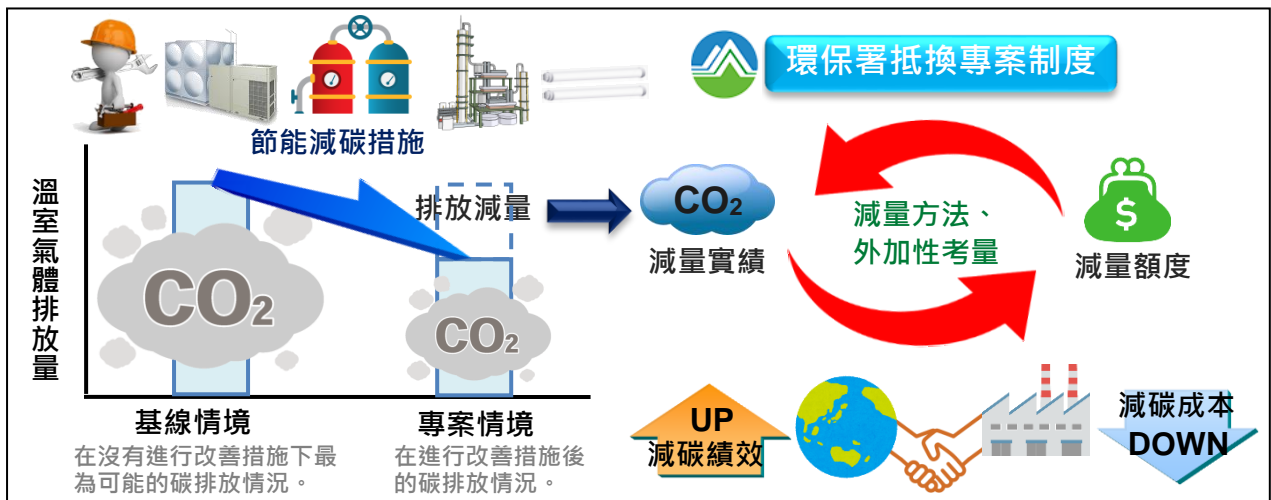 環保署抵換專案制度
節能減碳措施
溫室氣體排放量
排放減量
CO2
CO2
基線情境
在沒有進行改善措施下最
為可能的碳排放情況。
專案情境
在進行改善措施後
的碳排放情況。
CO2
減量實績
減量方法、
外加性考量
$
減量額度
UP
減碳績效
減碳成本
DOWN